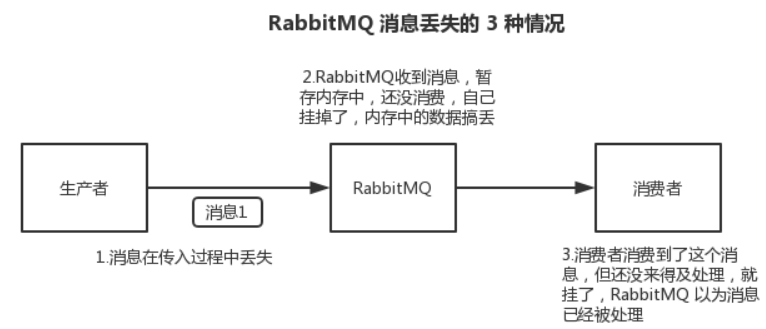 RabbitMQ 消息丢失的 3 种情况
2.RabbitMQ收到消息，暂
存内存中，还没消费，自己
挂掉了，内存中的数据搞丢
生产者
RabbitMQ
消费者
消息1
1.消息在传入过程中丢失
3.消费者消费到了这个消
息，但还没来得及处理，就
挂了，RabbitMQ 以为消息
已经被处理